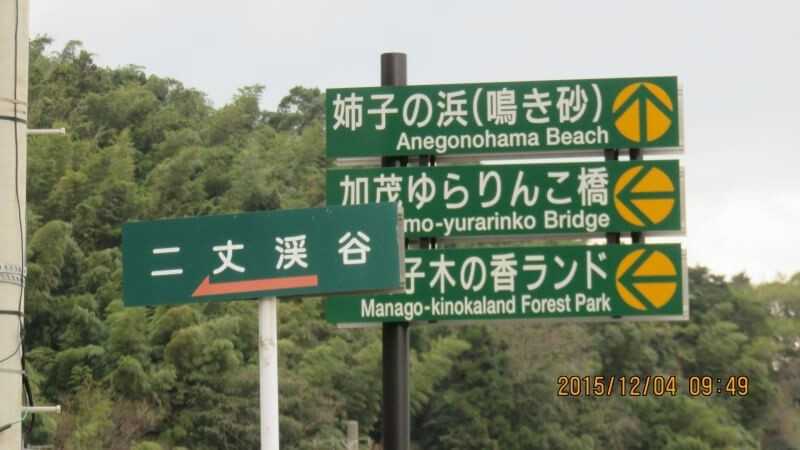 姉子の浜(鳴き砂)
Anegonohama Beach
加茂ゆらりんこ橋
mo-yurarinko Bridge
子木の香ランド
Manago-kinokaland Forest Park
二丈渓谷
2015/12/04 09:49